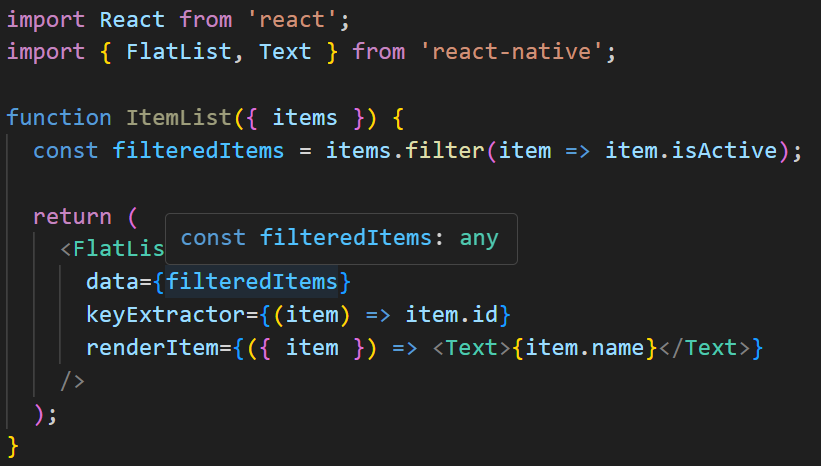 import React from 'react';
import { FlatList, Text } from 'react-native';
function ItemList({ items }) {
const filteredItems = items.filter(item => item.isActive);
return (
const filteredItems: any
<FlatLis
data={filteredItems}
keyExtractor={(item) => item.id}
renderItem={({ item }) => <Text>{item.name}</Text>}
/>
);
}